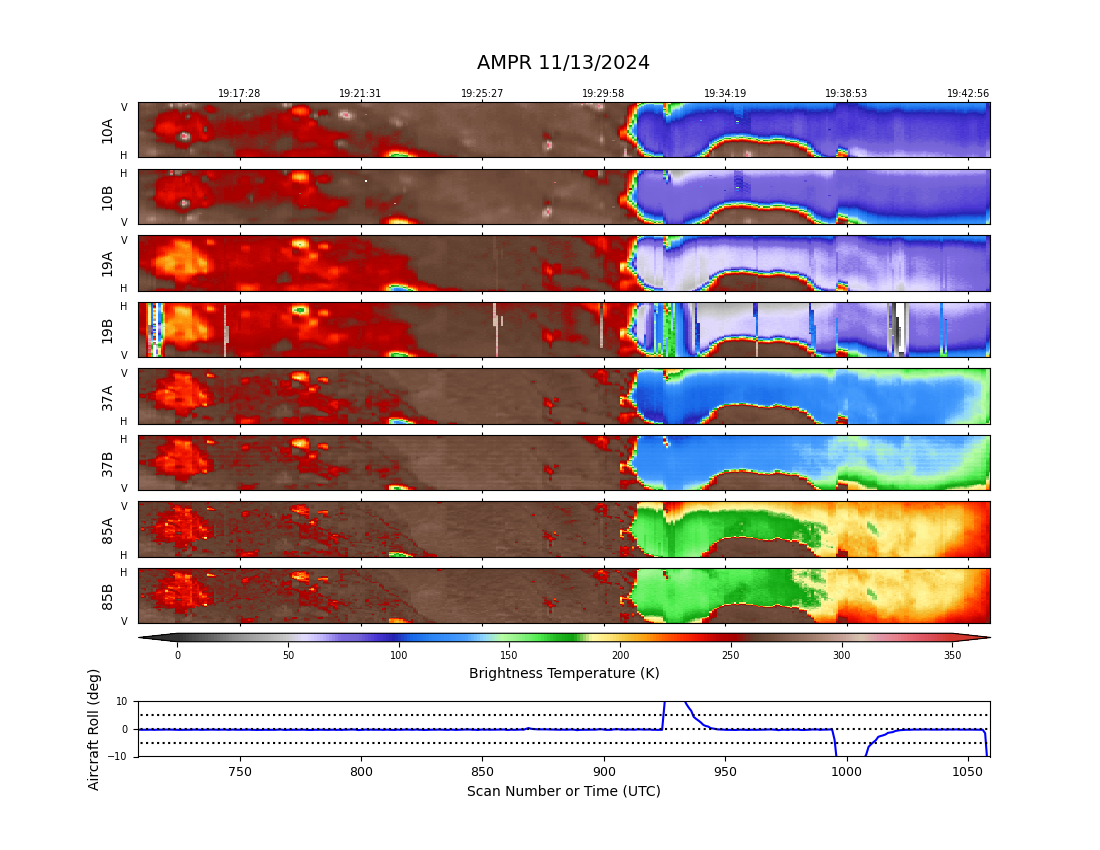 AMPR 11/13/2024
19:17:28 19:21:31 19:25:27 19:29:58 19:34:19 19:38:53 19:42:56
V
10A
H
H
10B
V
V
19A
H
H
19B
V
V
37A
H
H
37B
V
V
85A
H
H
85B
V
0 50 100 150 200 250 300 350
Brightness Temperature (K)
Aircraft Roll (deg)
10
0
−10
750 800 850 900 950 1000 1050
Scan Number or Time (UTC)